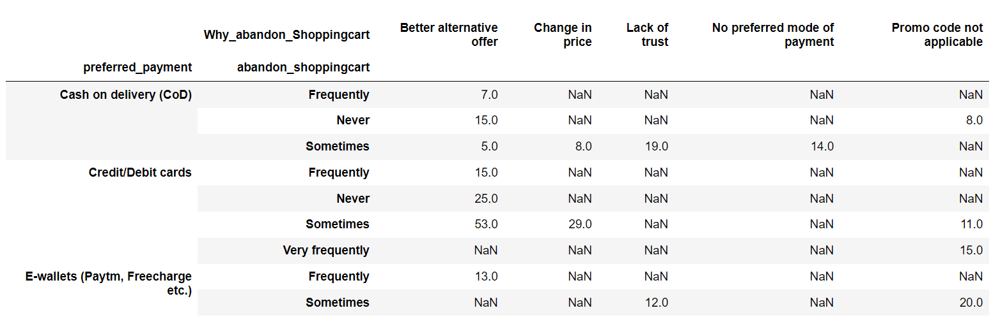 Why_abandon_Shoppingcart Better alternative offer Change in price Lack of trust No preferred mode of payment Promo code not applicable
preferred_payment abandon_shoppingcart
Cash on delivery (CoD) Frequently 7.0 NaN NaN NaN NaN
Never 15.0 NaN NaN NaN 8.0
Sometimes 5.0 8.0 19.0 14.0 NaN
Credit/Debit cards Frequently 15.0 NaN NaN NaN NaN
Never 25.0 NaN NaN NaN NaN
Sometimes 53.0 29.0 NaN NaN 11.0
Very frequently NaN NaN NaN NaN 15.0
E-wallets (Paytm, Freecharge etc.) Frequently 13.0 NaN NaN NaN NaN
Sometimes NaN NaN 12.0 NaN 20.0